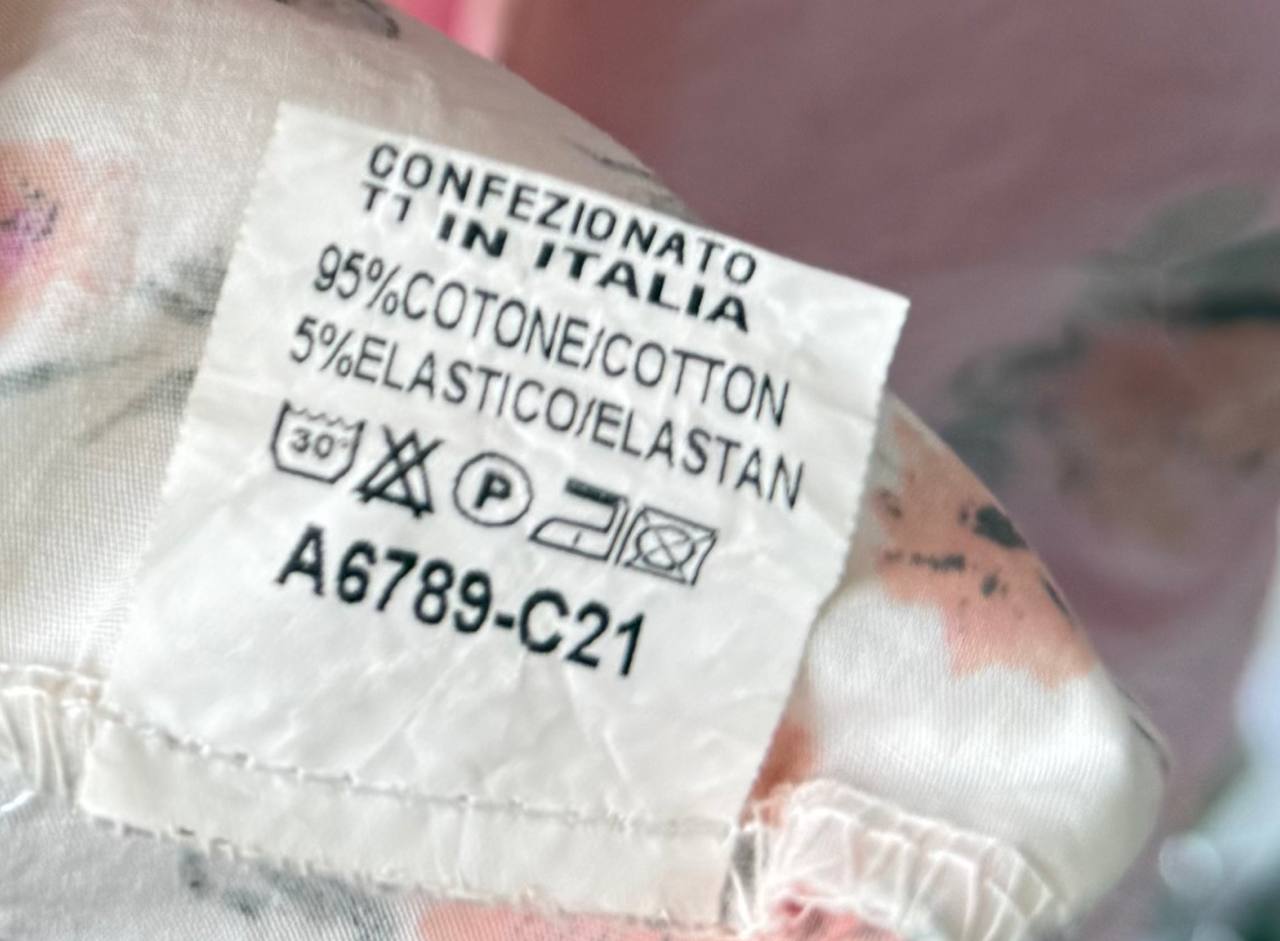 CONFEZIONATO
T1 IN ITALIA
95%COTONE/COTTON
5%ELASTICO/ELASTAN
30°
P
A6789-C21